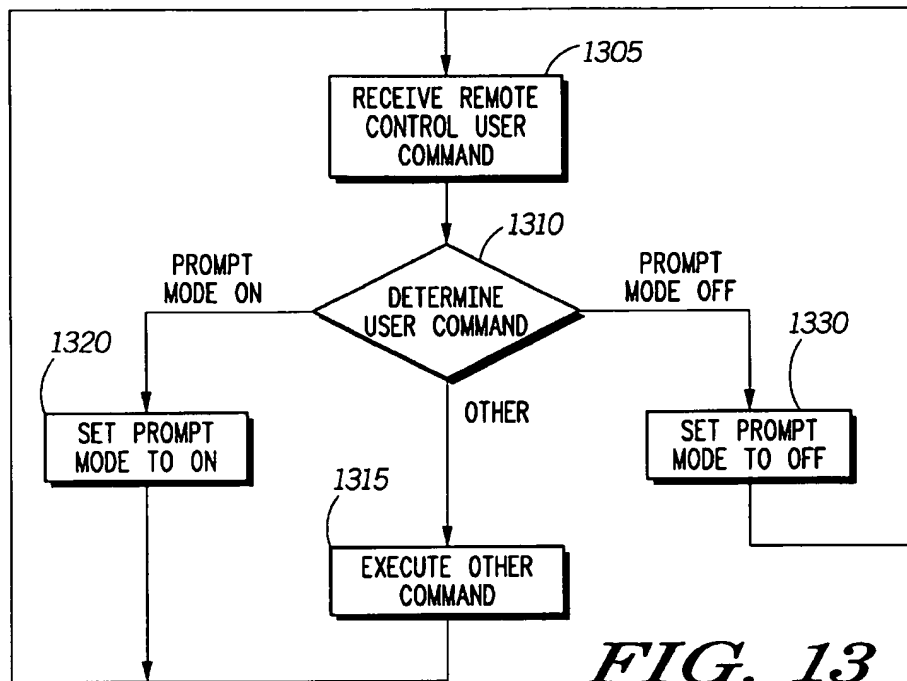 1305
RECEIVE REMOTE
CONTROL USER
COMMAND
1310
PROMPT
MODE ON
DETERMINE
USER COMMAND
PROMPT
MODE OFF
1320
1330
OTHER
SET PROMPT
MODE TO ON
SET PROMPT
MODE TO OFF
1315
EXECUTE OTHER
COMMAND
FIG. 13